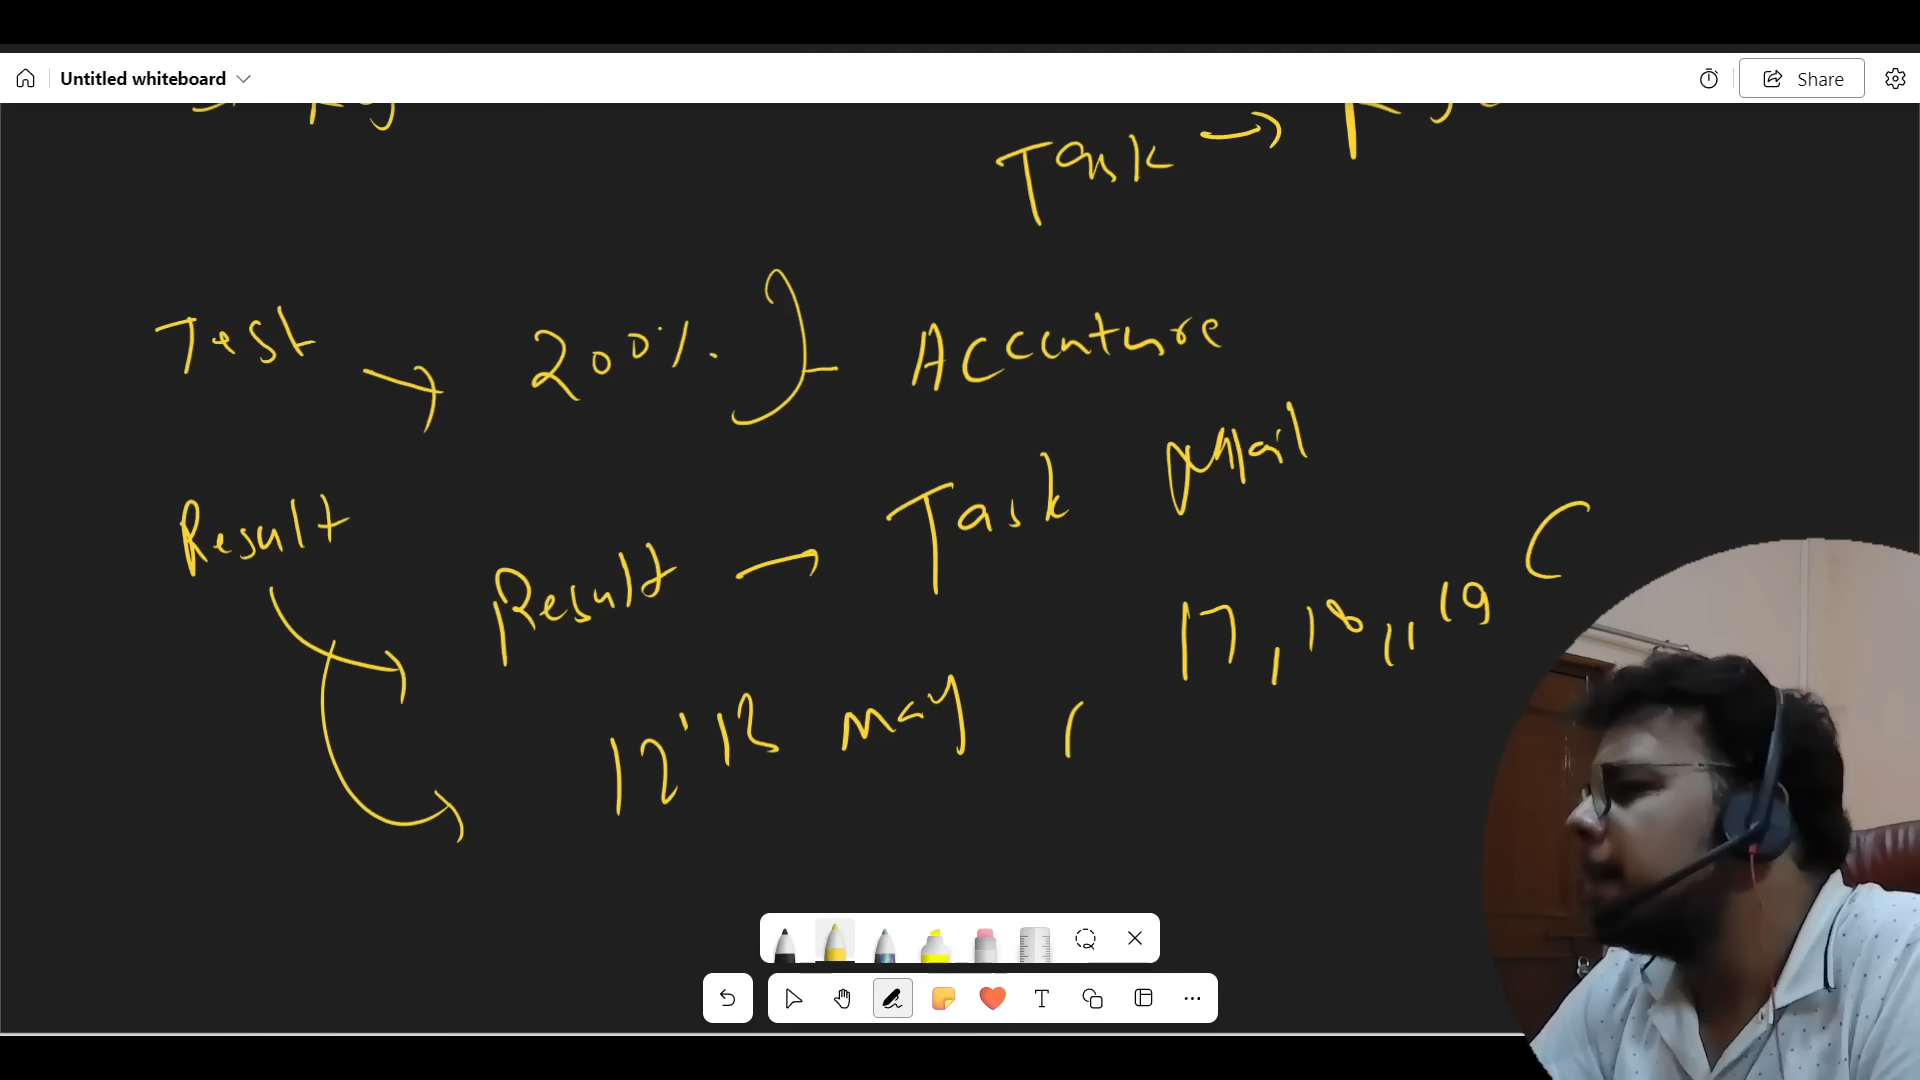 Untitled whiteboard
Share
Task →
Test → 200%. } Accenture
Result
Result → Task Mail
17, 18, 19 (
12' 13 may (